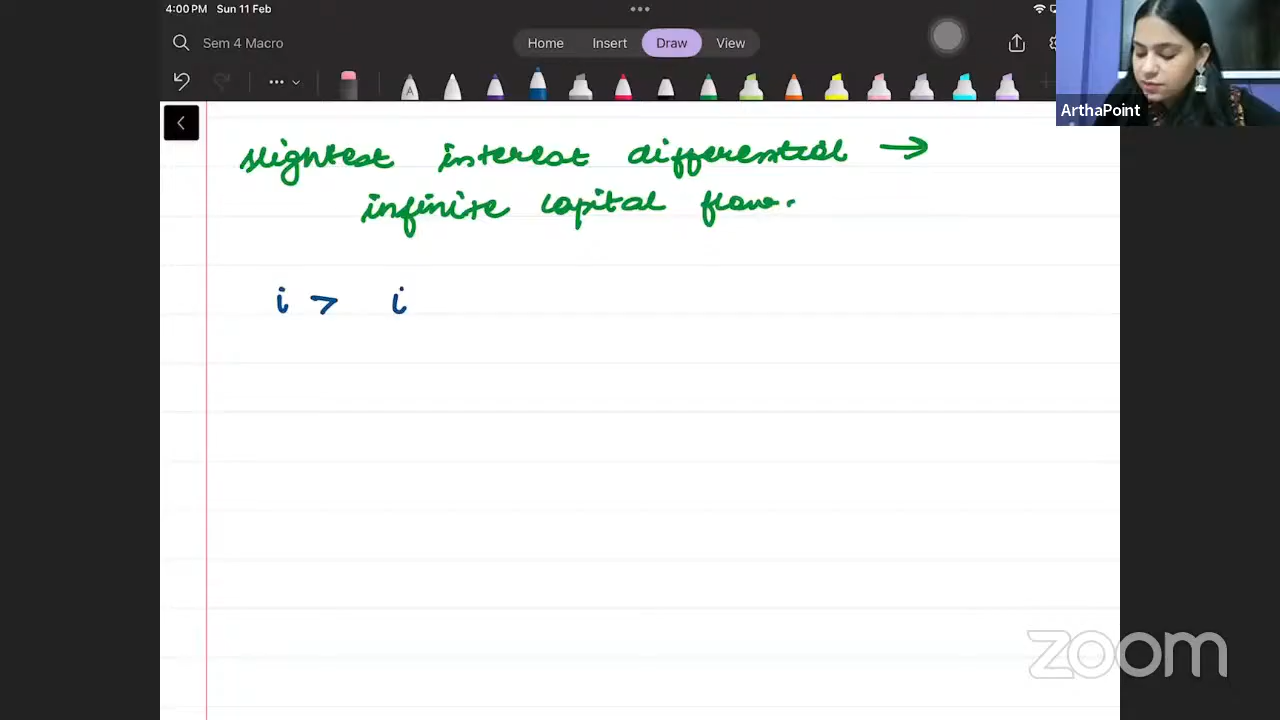 4:00 PM Sun 11 Feb
Sem 4 Macro
Home Insert Draw View
ArthaPoint
slightest interest differential →
infinite capital flow.
i > i
zoom